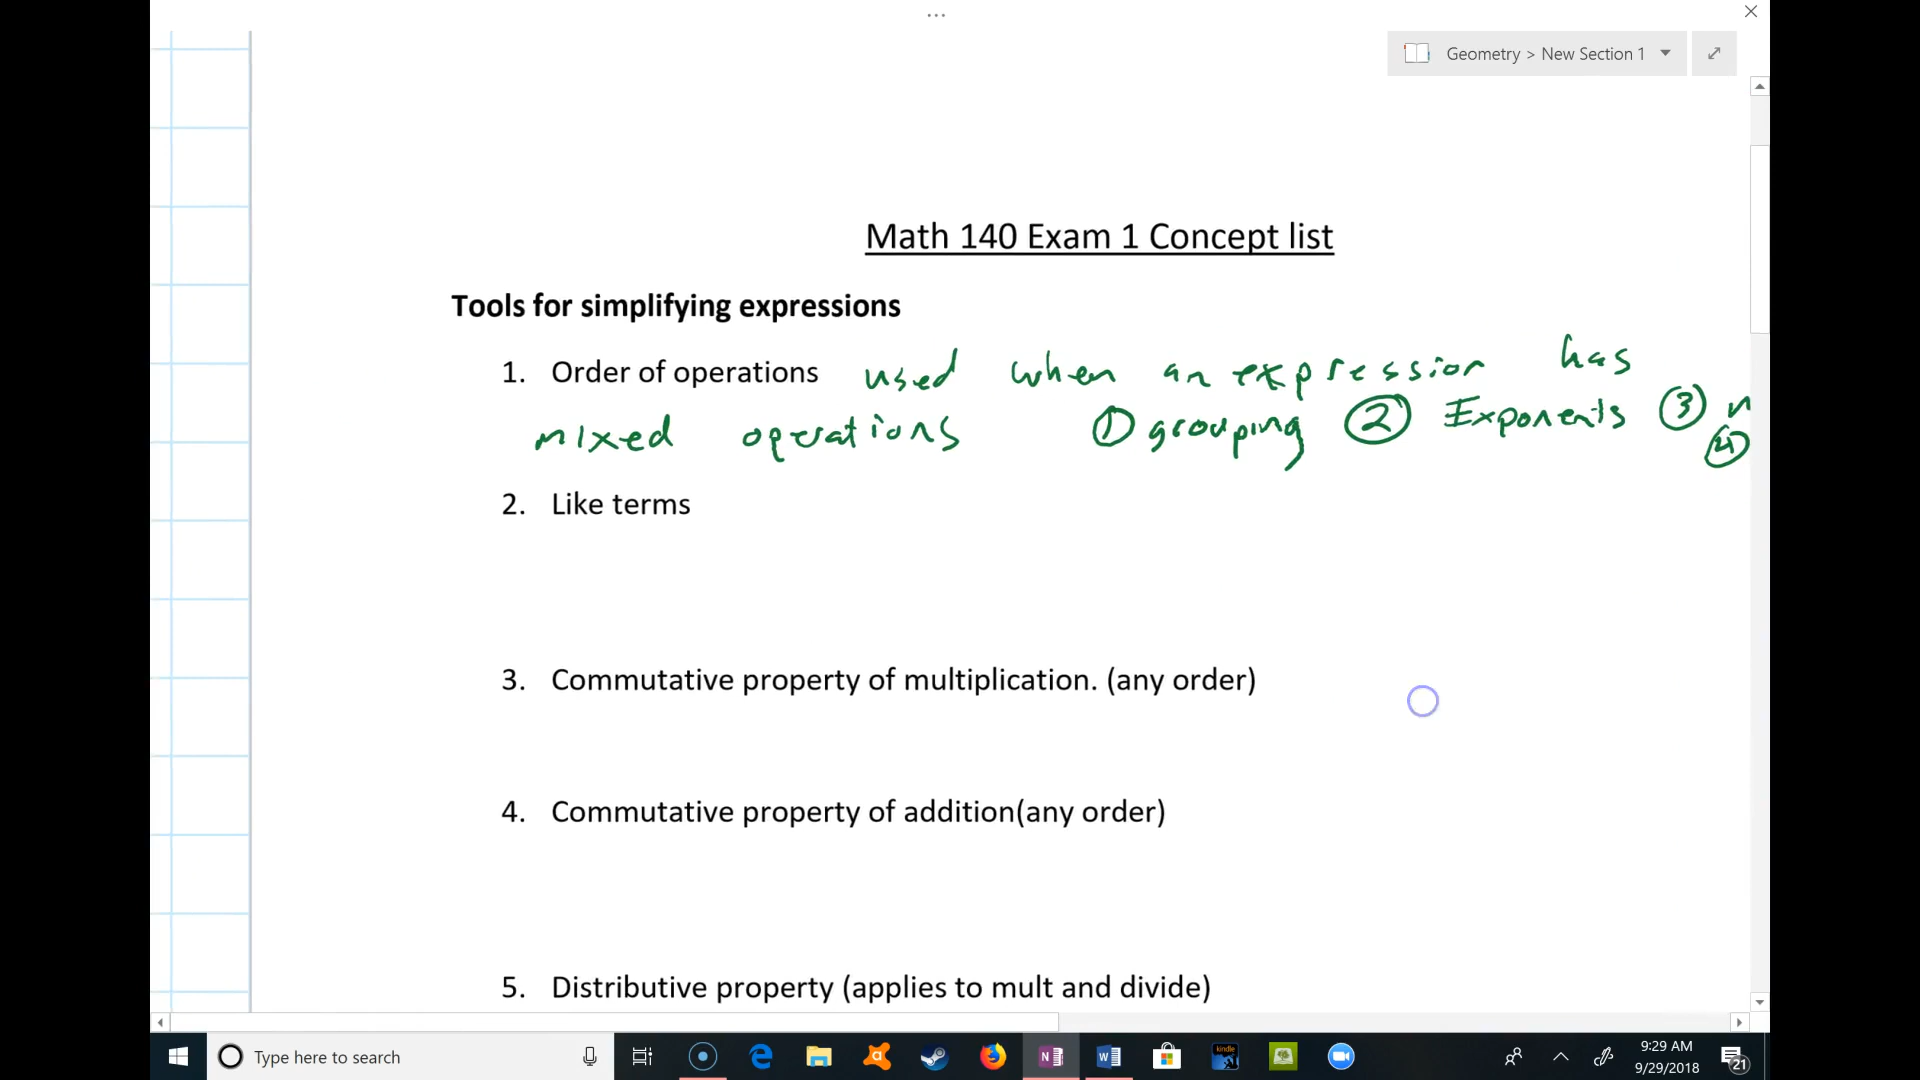 Geometry > New Section 1
Math 140 Exam 1 Concept list
Tools for simplifying expressions
1. Order of operations used when an expression has
mixed operations ① grouping ② Exponents ③
④
2. Like terms
3. Commutative property of multiplication. (any order)
4. Commutative property of addition(any order)
5. Distributive property (applies to mult and divide)
Type here to search
kindle
9:29 AM
9/29/2018
21